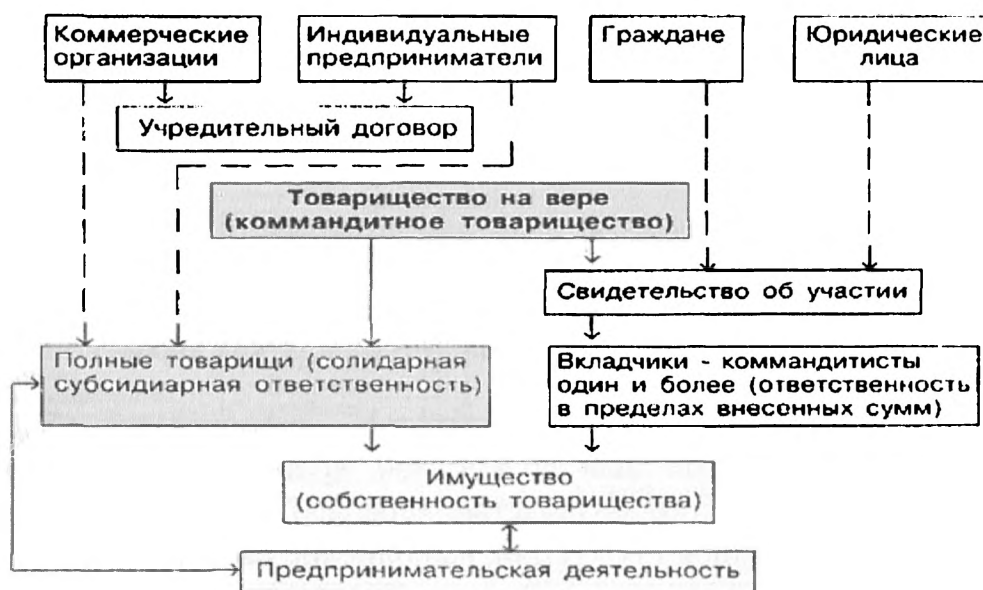 Коммерческие
организации
Индивидуальные
предприниматели
Граждане
Юридические
лица
Учредительный договор
Товарищество на вере
(коммандитное товарищество)
Свидетельство об участии
Полные товарищи (солидарная
субсидиарная ответственность)
Вкладчики - коммандитисты
один и более (ответственность
в пределах внесонных сумм)
Имущество
(собственность товарищества)
Предпринимательская деятельность